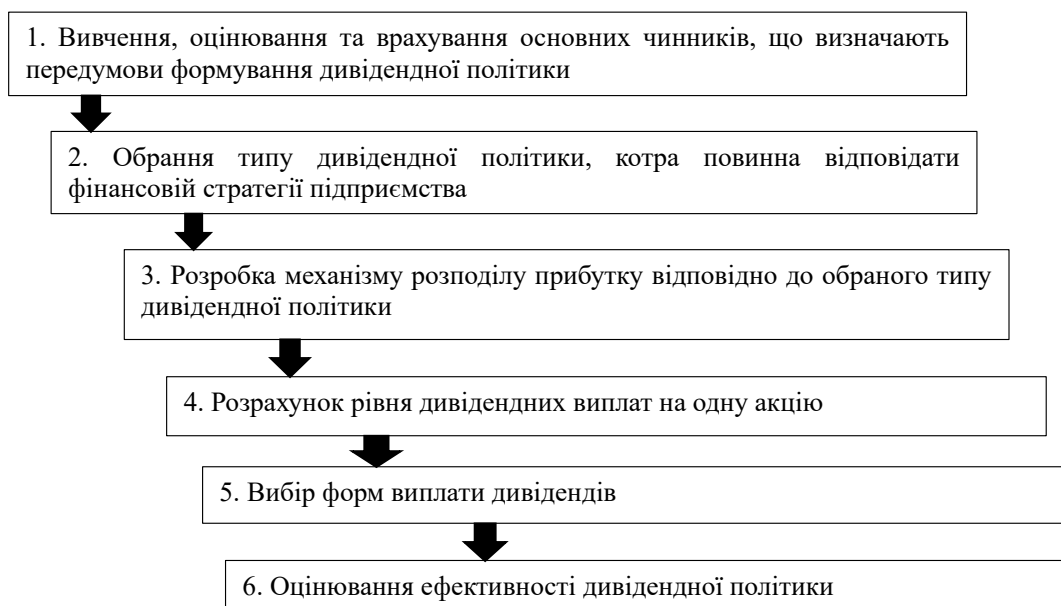 1. Вивчення, оцінювання та врахування основних чинників, що визначають
передумови формування дивідендної політики
2. Обрання типу дивідендної політики, котра повинна відповідати
фінансовій стратегії підприємства
3. Розробка механізму розподілу прибутку відповідно до обраного типу
дивідендної політики
4. Розрахунок рівня дивідендних виплат на одну акцію
5. Вибір форм виплати дивідендів
6. Оцінювання ефективності дивідендної політики